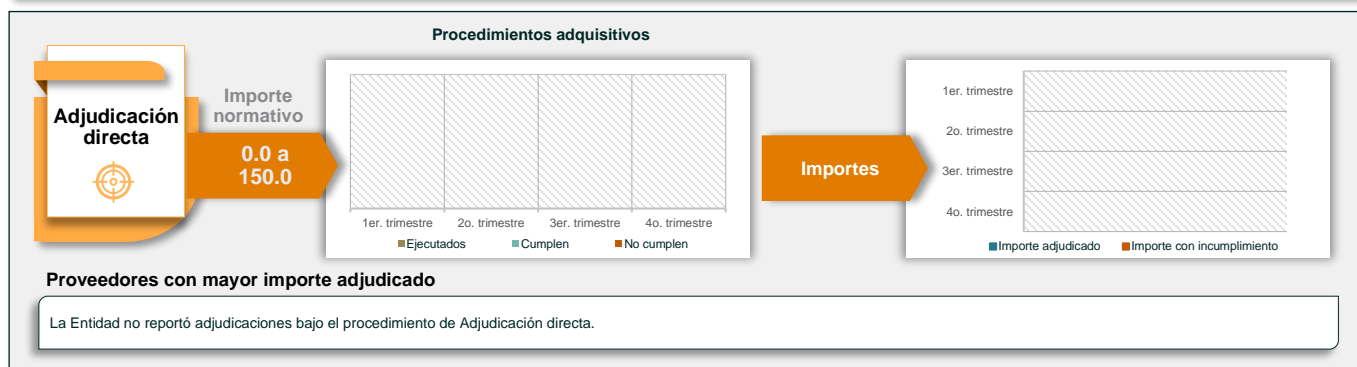 Procedimientos adquisitivos
Adjudicación
directa
Importe
normativo
0.0 a
150.0
1er. trimestre
2o. trimestre
3er. trimestre
4o. trimestre
Ejecutados
Cumplen
No cumplen
Importes
1er. trimestre
2o. trimestre
3er. trimestre
4o. trimestre
Importe adjudicado
Importe con incumplimiento
Proveedores con mayor importe adjudicado
La Entidad no reportó adjudicaciones bajo el procedimiento de Adjudicación directa.